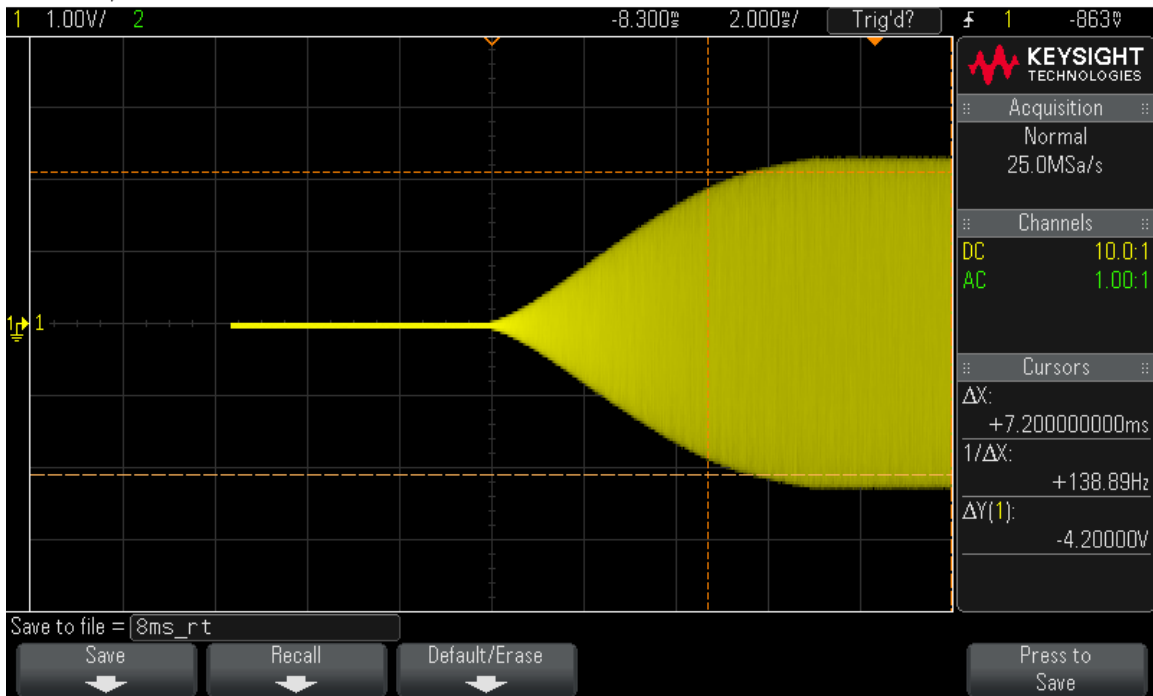 1 1.00V/ 2 -8.300ms 2.000ms/ Trig'd? 1 -863V
KEYSIGHT
TECHNOLOGIES
Acquisition
Normal
25.0MSa/s
Channels
DC 10.0:1
AC 1.00:1
1 1
Cursors
ΔX:
+7.200000000ms
1/ΔX:
+138.89Hz
ΔY(1):
-4.20000V
Save to file = 8ms_rt
Save Recall Default/Erase Press to
Save